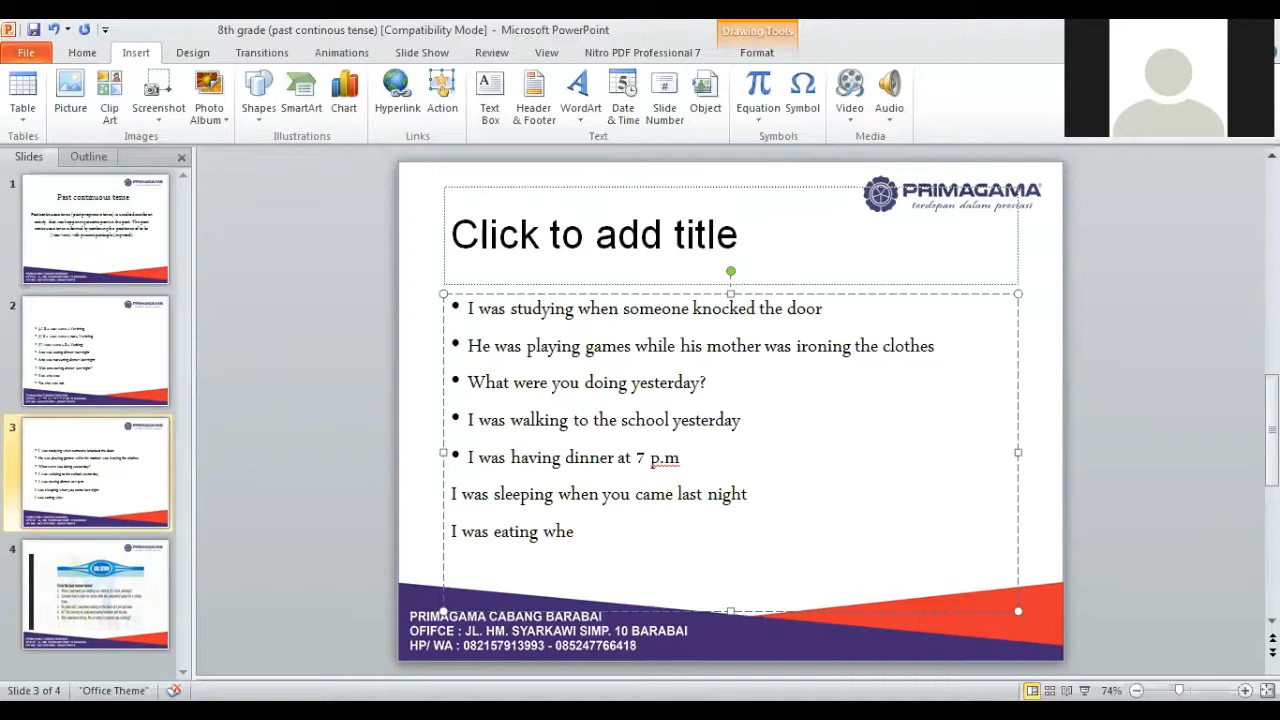 8th grade (past continous tense) [Compatibility Mode] - Microsoft PowerPoint
Drawing Tools
File Home Insert Design Transitions Animations Slide Show Review View Nitro PDF Professional 7 Format
Table Picture Clip Art Screenshot Photo Album Shapes SmartArt Chart Hyperlink Action Text Box Header & Footer WordArt Date & Time Slide Number Object Equation Symbol Video Audio
Tables Images Illustrations Links Text Symbols Media
Slides Outline
1
Past continuous tense
2
3
4
PRIMAGAMA
terdepan dalam prestasi
Click to add title
• I was studying when someone knocked the door
• He was playing games while his mother was ironing the clothes
• What were you doing yesterday?
• I was walking to the school yesterday
• I was having dinner at 7 p.m
I was sleeping when you came last night
I was eating whe
PRIMAGAMA CABANG BARABAI
OFIFCE : JL. HM. SYARKAWI SIMP. 10 BARABAI
HP/ WA : 082157913993 - 085247766418
Slide 3 of 4 "Office Theme" 74%